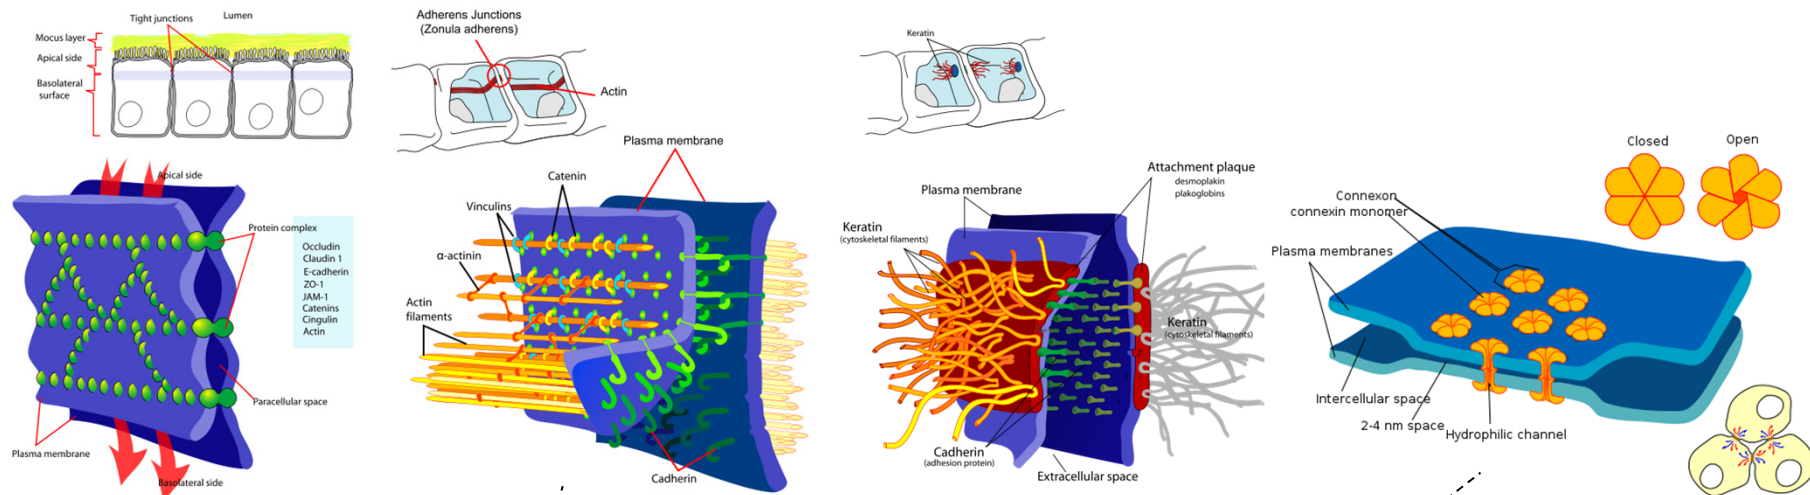 Tight junctions
Lumen
Mocus layer
Apical side
Basolateral
surface
Apical side
Protein complex
Occludin
Claudin 1
E-cadherin
ZO-1
JAM-1
Catenins
Cingulin
Actin
Paracellular space
Plasma membrane
Basolateral side
Adherens Junctions
(Zonula adherens)
Actin
Plasma membrane
Catenin
Vinculins
α-actinin
Actin
filaments
Cadherin
Keratin
Attachment plaque
desmoplakin
plakoglobins
Plasma membrane
Keratin
(cytoskeletal filaments)
Keratin
(cytoskeletal filaments)
Cadherin
(adhesion protein)
Extracellular space
Closed
Open
Connexon
connexin monomer
Plasma membranes
Intercellular space
2-4 nm space
Hydrophilic channel